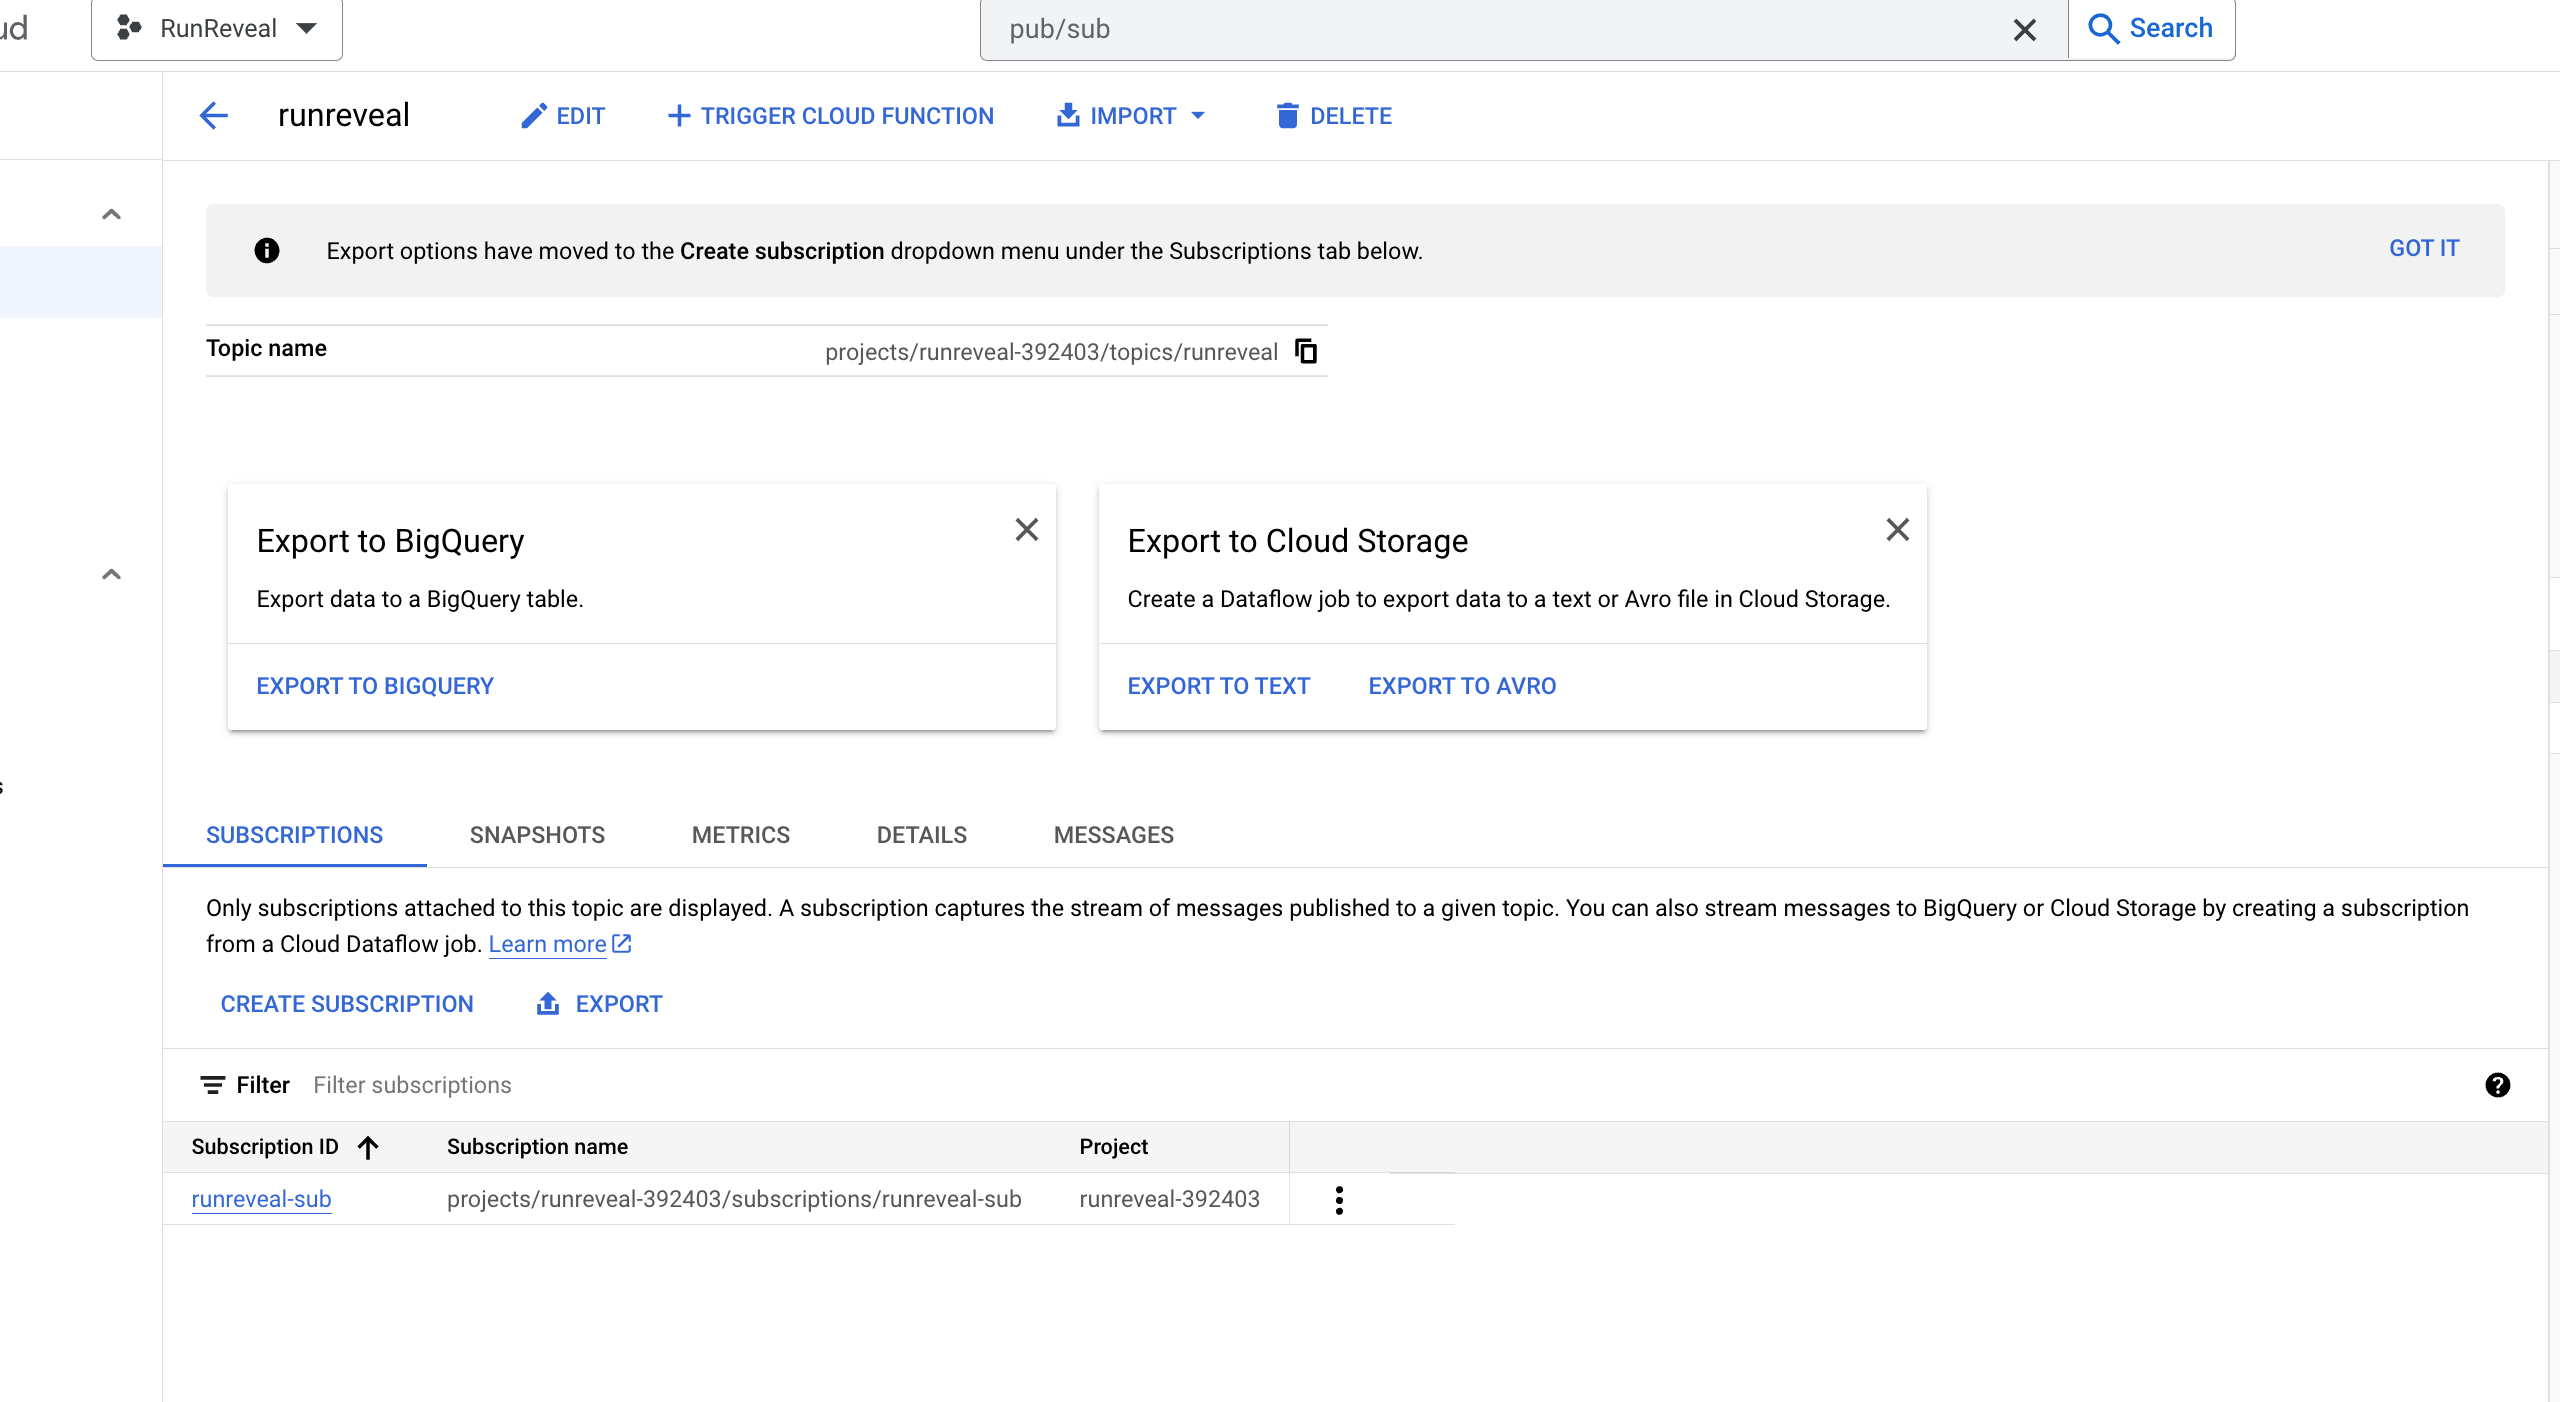 ud
RunReveal
pub/sub
Search
runreveal
EDIT
TRIGGER CLOUD FUNCTION
IMPORT
DELETE
Export options have moved to the Create subscription dropdown menu under the Subscriptions tab below.
GOT IT
Topic name
projects/runreveal-392403/topics/runreveal
Export to BigQuery
Export data to a BigQuery table.
EXPORT TO BIGQUERY
Export to Cloud Storage
Create a Dataflow job to export data to a text or Avro file in Cloud Storage.
EXPORT TO TEXT
EXPORT TO AVRO
s
SUBSCRIPTIONS
SNAPSHOTS
METRICS
DETAILS
MESSAGES
Only subscriptions attached to this topic are displayed. A subscription captures the stream of messages published to a given topic. You can also stream messages to BigQuery or Cloud Storage by creating a subscription
from a Cloud Dataflow job. Learn more
CREATE SUBSCRIPTION
EXPORT
Filter
Filter subscriptions
Subscription ID
Subscription name
Project
runreveal-sub
projects/runreveal-392403/subscriptions/runreveal-sub
runreveal-392403